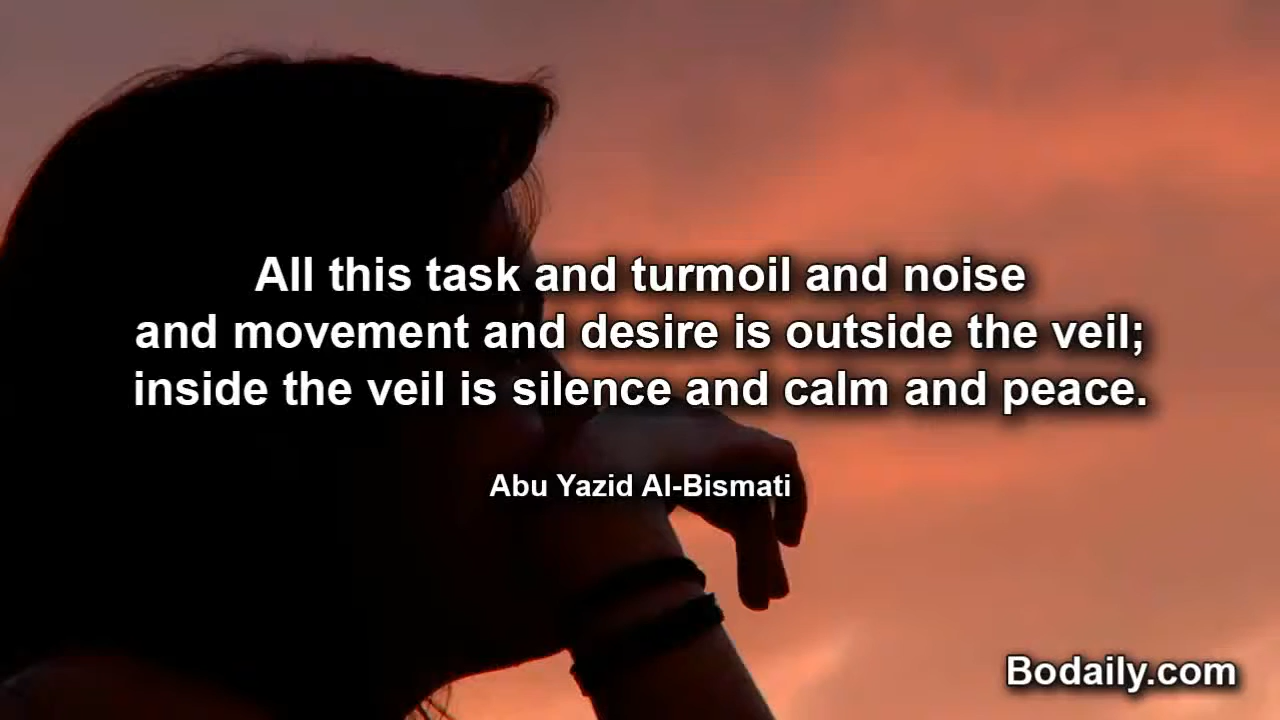 All this task and turmoil and noise
and movement and desire is outside the veil;
inside the veil is silence and calm and peace.
Abu Yazid Al-Bismati
Bodaily.com